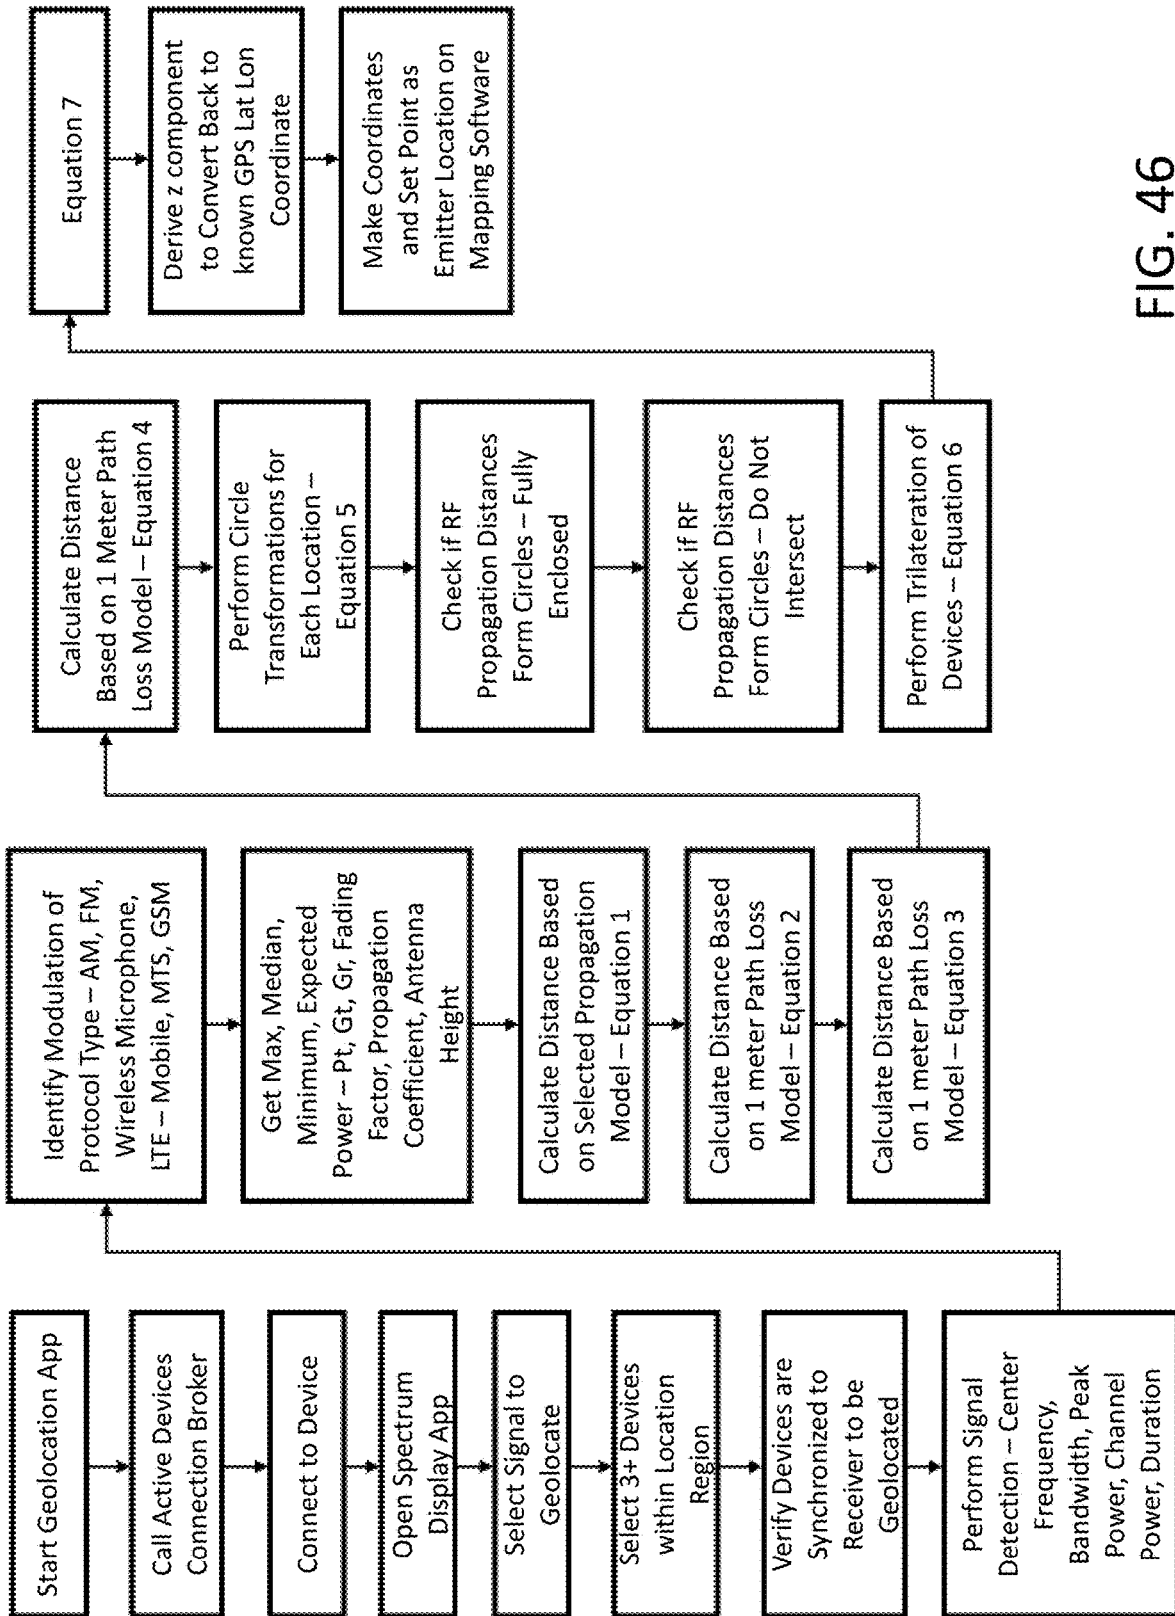 Start Geolocation App
Call Active Devices
Connection Broker
Connect to Device
Open Spectrum
Display App
Select Signal to
Geolocate
Select 3+ Devices
within Location
Region
Verify Devices are
Synchronized to
Receiver to be
Geolocated
Perform Signal
Detection – Center
Frequency,
Bandwidth, Peak
Power, Channel
Power, Duration
Identify Modulation of
Protocol Type – AM, FM,
Wireless Microphone,
LTE – Mobile, MTS, GSM
Get Max, Median,
Minimum, Expected
Power – Pt, Gt, Gr, Fading
Factor, Propagation
Coefficient, Antenna
Height
Calculate Distance Based
on Selected Propagation
Model – Equation 1
Calculate Distance Based
on 1 meter Path Loss
Model – Equation 2
Calculate Distance Based
on 1 meter Path Loss
Model – Equation 3
Calculate Distance
Based on 1 Meter Path
Loss Model – Equation 4
Perform Circle
Transformations for
Each Location –
Equation 5
Check if RF
Propagation Distances
Form Circles – Fully
Enclosed
Check if RF
Propagation Distances
Form Circles – Do Not
Intersect
Perform Trilateration of
Devices – Equation 6
Equation 7
Derive z component
to Convert Back to
known GPS Lat Lon
Coordinate
Make Coordinates
and Set Point as
Emitter Location on
Mapping Software
FIG. 46